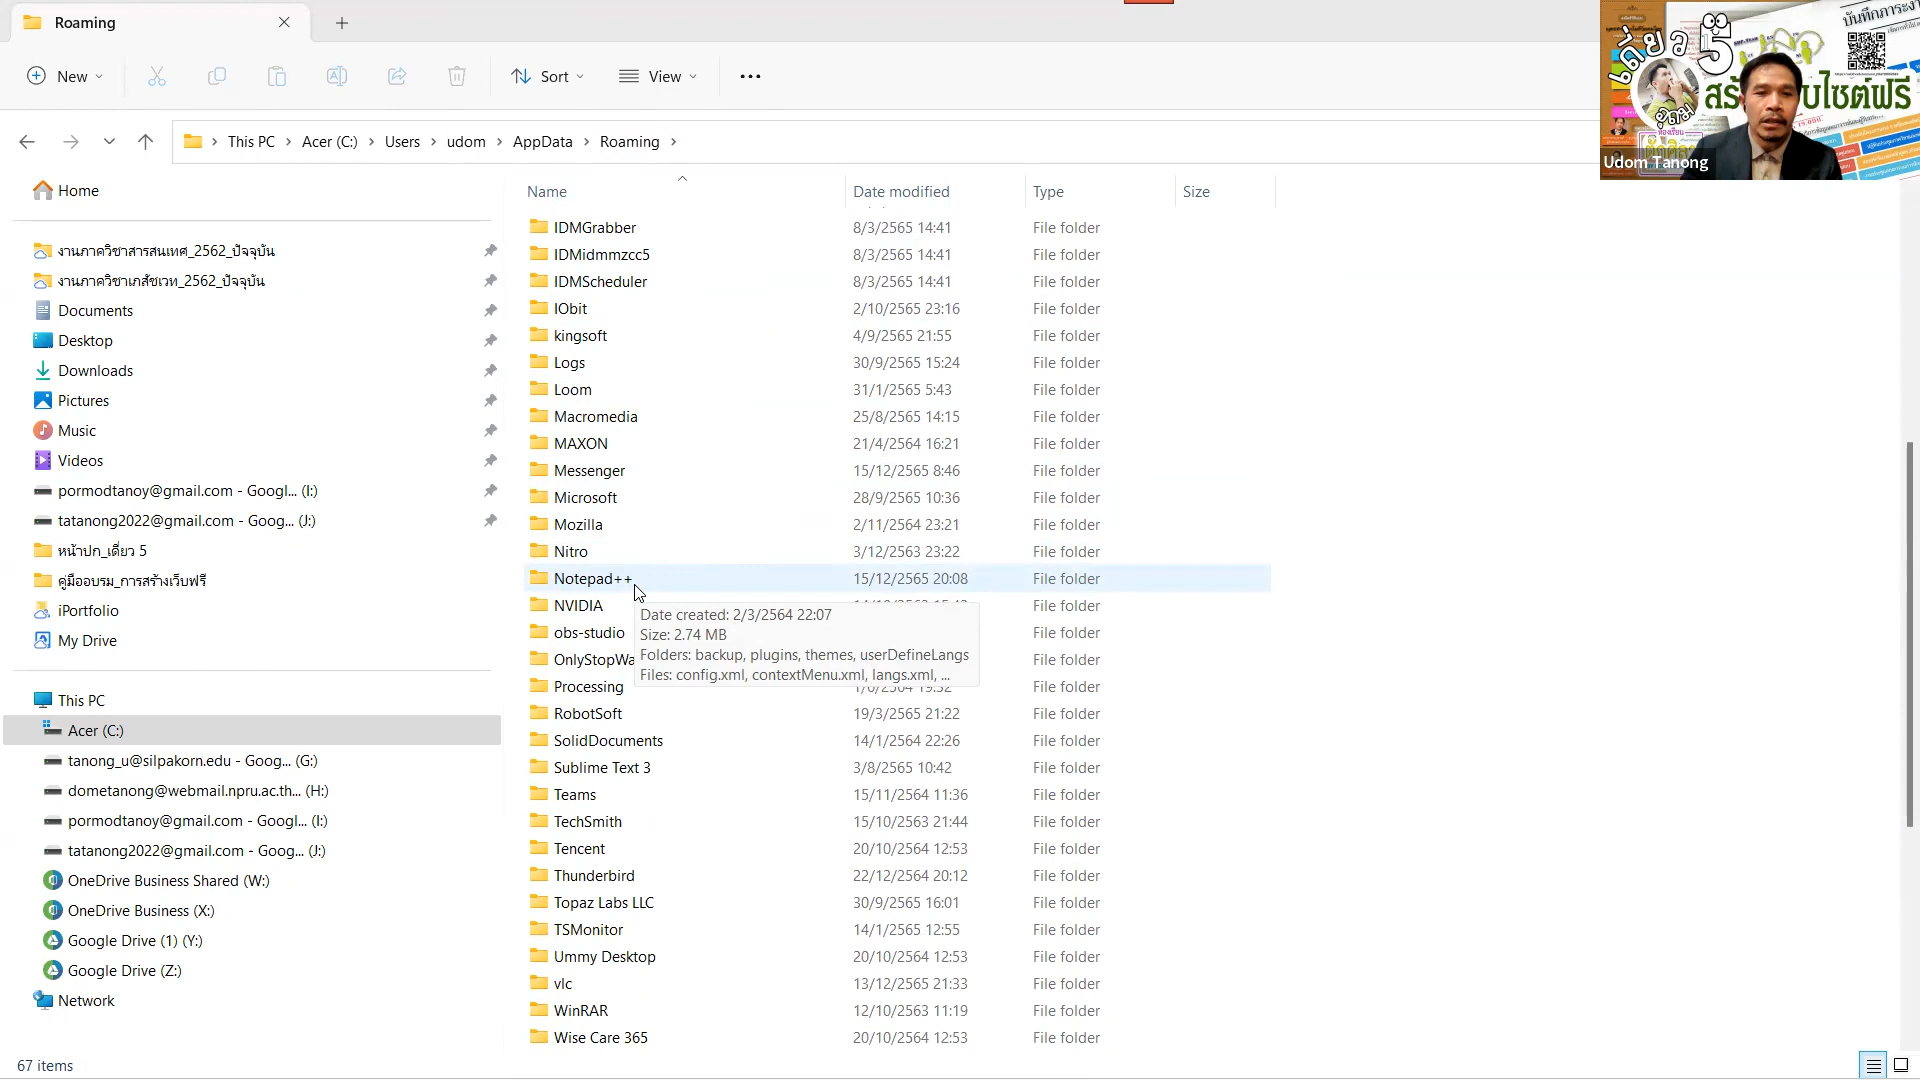 Roaming
New
Sort
View
This PC
Acer (C:)
Users
udom
AppData
Roaming
Home
งานภาควิชาสารสนเทศ_2562_ปัจจุบัน
งานภาควิชาเภสัชเวท_2562_ปัจจุบัน
Documents
Desktop
Downloads
Pictures
Music
Videos
pormodtanoy@gmail.com - Googl... (I:)
tatanong2022@gmail.com - Goog... (J:)
หน้าปก_เดี่ยว 5
คู่มืออบรม_การสร้างเว็บฟรี
iPortfolio
My Drive
This PC
Acer (C:)
tanong_u@silpakorn.edu - Goog... (G:)
dometanong@webmail.npru.ac.th... (H:)
pormodtanoy@gmail.com - Googl... (I:)
tatanong2022@gmail.com - Goog... (J:)
OneDrive Business Shared (W:)
OneDrive Business (X:)
Google Drive (1) (Y:)
Google Drive (Z:)
Network
67 items
Name Date modified Type Size
IDMGrabber 8/3/2565 14:41 File folder
IDMidmmzcc5 8/3/2565 14:41 File folder
IDMScheduler 8/3/2565 14:41 File folder
IObit 2/10/2565 23:16 File folder
kingsoft 4/9/2565 21:55 File folder
Logs 30/9/2565 15:24 File folder
Loom 31/1/2565 5:43 File folder
Macromedia 25/8/2565 14:15 File folder
MAXON 21/4/2564 16:21 File folder
Messenger 15/12/2565 8:46 File folder
Microsoft 28/9/2565 10:36 File folder
Mozilla 2/11/2564 23:21 File folder
Nitro 3/12/2563 23:22 File folder
Notepad++ 15/12/2565 20:08 File folder
NVIDIA File folder
obs-studio File folder
OnlyStopWa File folder
Processing File folder
Date created: 2/3/2564 22:07
Size: 2.74 MB
Folders: backup, plugins, themes, userDefineLangs
Files: config.xml, contextMenu.xml, langs.xml, ...
RobotSoft 19/3/2565 21:22 File folder
SolidDocuments 14/1/2564 22:26 File folder
Sublime Text 3 3/8/2565 10:42 File folder
Teams 15/11/2564 11:36 File folder
TechSmith 15/10/2563 21:44 File folder
Tencent 20/10/2564 12:53 File folder
Thunderbird 22/12/2564 20:12 File folder
Topaz Labs LLC 30/9/2565 16:01 File folder
TSMonitor 14/1/2565 12:55 File folder
Ummy Desktop 20/10/2564 12:53 File folder
vlc 13/12/2565 21:33 File folder
WinRAR 12/10/2563 11:19 File folder
Wise Care 365 20/10/2564 12:53 File folder
เดี่ยว 5
อุดม
Udom Tanong